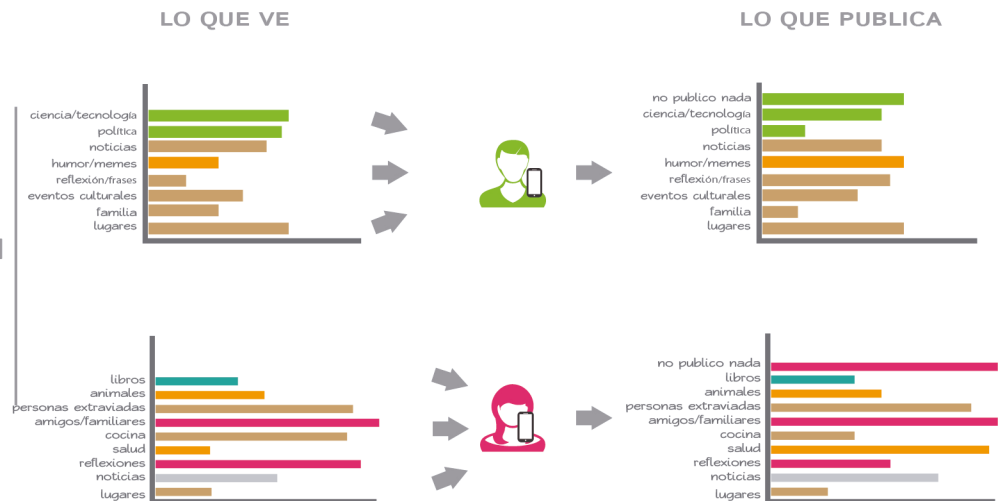 LO QUE VE
LO QUE PUBLICA
ciencia/tecnología
política
noticias
humor/memes
reflexión/frases
eventos culturales
familia
lugares
no publico nada
ciencia/tecnología
política
noticias
humor/memes
reflexión/frases
eventos culturales
familia
lugares
libros
animales
personas extraviadas
amigos/familiares
cocina
salud
reflexiones
noticias
lugares
no publico nada
libros
animales
personas extraviadas
amigos/familiares
cocina
salud
reflexiones
noticias
lugares